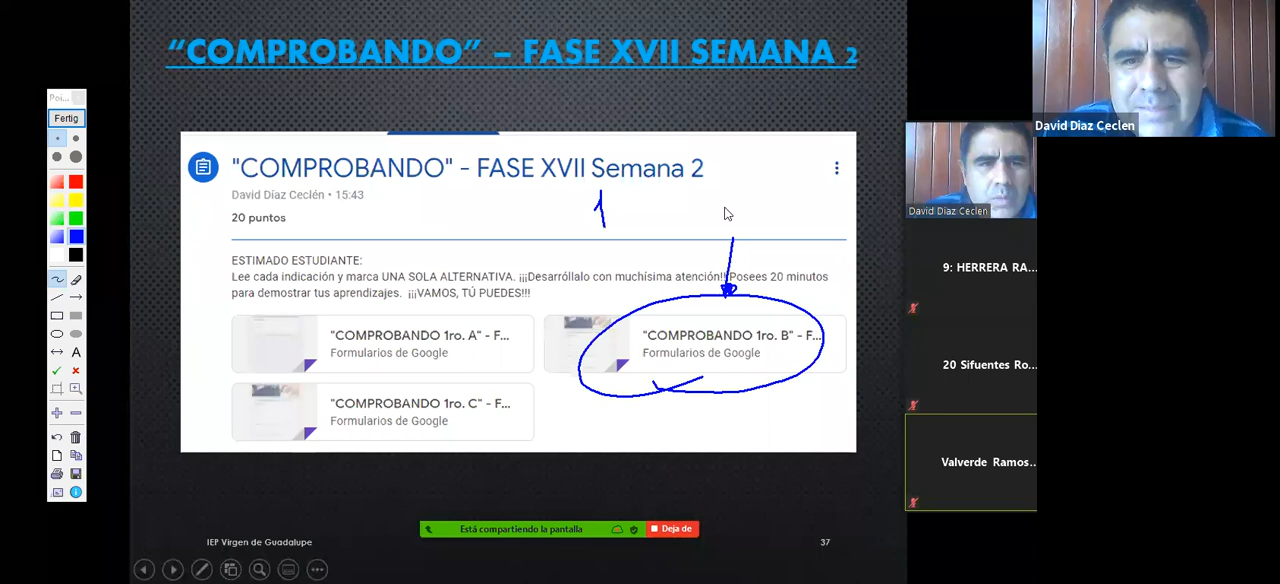 “COMPROBANDO” – FASE XVII SEMANA 2
Poi...
Fertig
"COMPROBANDO" - FASE XVII Semana 2
David Diaz Ceclén • 15:43
20 puntos
1
ESTIMADO ESTUDIANTE:
Lee cada indicación y marca UNA SOLA ALTERNATIVA. ¡¡¡Desarróllalo con muchísima atención!! Posees 20 minutos
para demostrar tus aprendizajes. ¡¡¡VAMOS, TÚ PUEDES!!!
"COMPROBANDO 1ro. A" - F...
Formularios de Google
"COMPROBANDO 1ro. B" - F...
Formularios de Google
"COMPROBANDO 1ro. C" - F...
Formularios de Google
A
Está compartiendo la pantalla
Deja de
IEP Virgen de Guadalupe
37
David Diaz Ceclen
David Diaz Ceclen
9: HERRERA RA...
20 Sifuentes Ro...
Valverde Ramos...